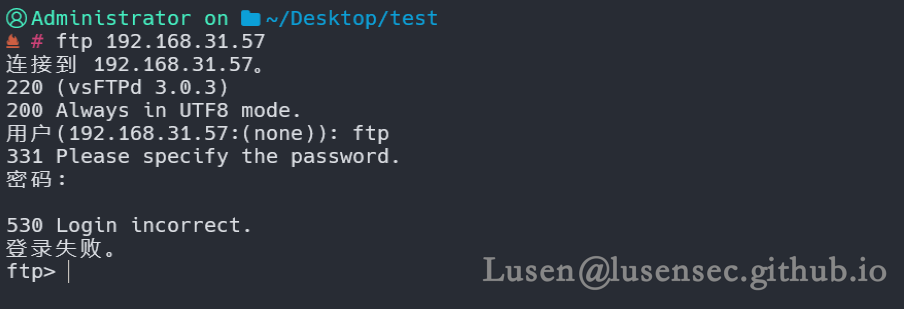 Administrator on ~/Desktop/test
# ftp 192.168.31.57
连接到 192.168.31.57。
220 (vsFTPd 3.0.3)
200 Always in UTF8 mode.
用户(192.168.31.57:(none)): ftp
331 Please specify the password.
密码:
530 Login incorrect.
登录失败。
ftp>
Lusen@lusensec.github.io